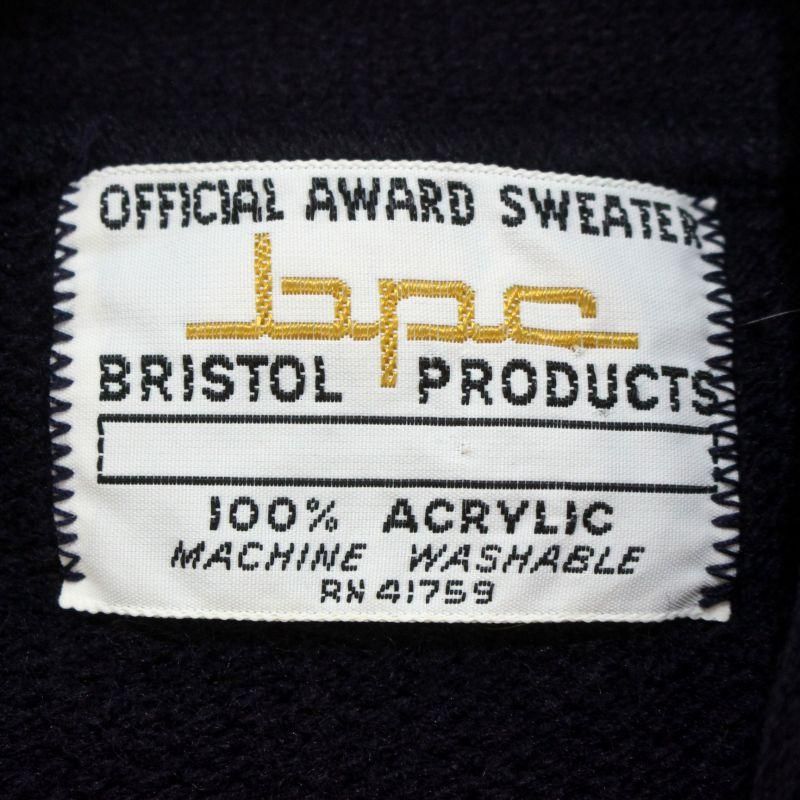 OFFICIAL AWARD SWEATER
bpc
BRISTOL PRODUCTS
100% ACRYLIC
MACHINE WASHABLE
RN 41759